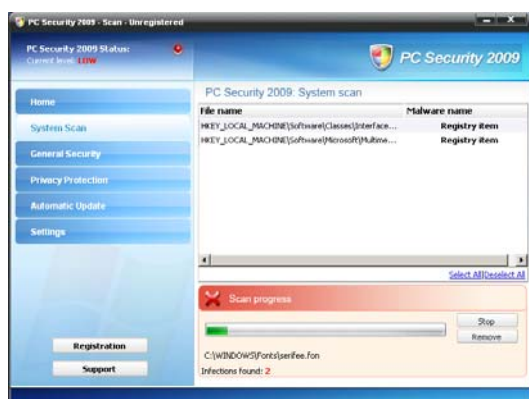 PC Security 2009 - Scan - Unregistered
PC Security 2009 Status:
Current level: LOW
PC Security 2009
Home
System Scan
General Security
Privacy Protection
Automatic Update
Settings
Registration
Support
PC Security 2009: System scan
File name Malware name
HKEY_LOCAL_MACHINE\Software\Classes\Interface... Registry item
HKEY_LOCAL_MACHINE\Software\Microsoft\Multime... Registry item
Select All|Deselect All
Scan progress
Stop
Remove
C:\WINDOWS\Fonts\serifee.fon
Infections found: 2